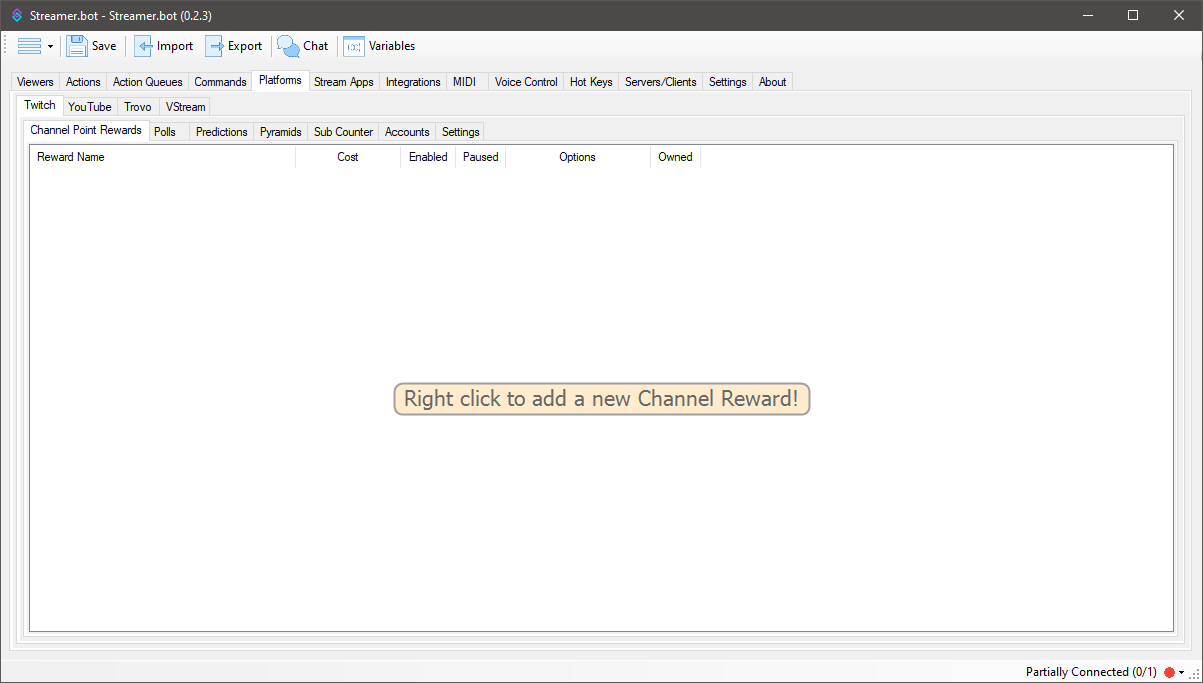 Streamer.bot - Streamer.bot (0.2.3)
Save Import Export Chat Variables
Viewers Actions Action Queues Commands Platforms Stream Apps Integrations MIDI Voice Control Hot Keys Servers/Clients Settings About
Twitch YouTube Trovo VStream
Channel Point Rewards Polls Predictions Pyramids Sub Counter Accounts Settings
Reward Name Cost Enabled Paused Options Owned
Right click to add a new Channel Reward!
Partially Connected (0/1)